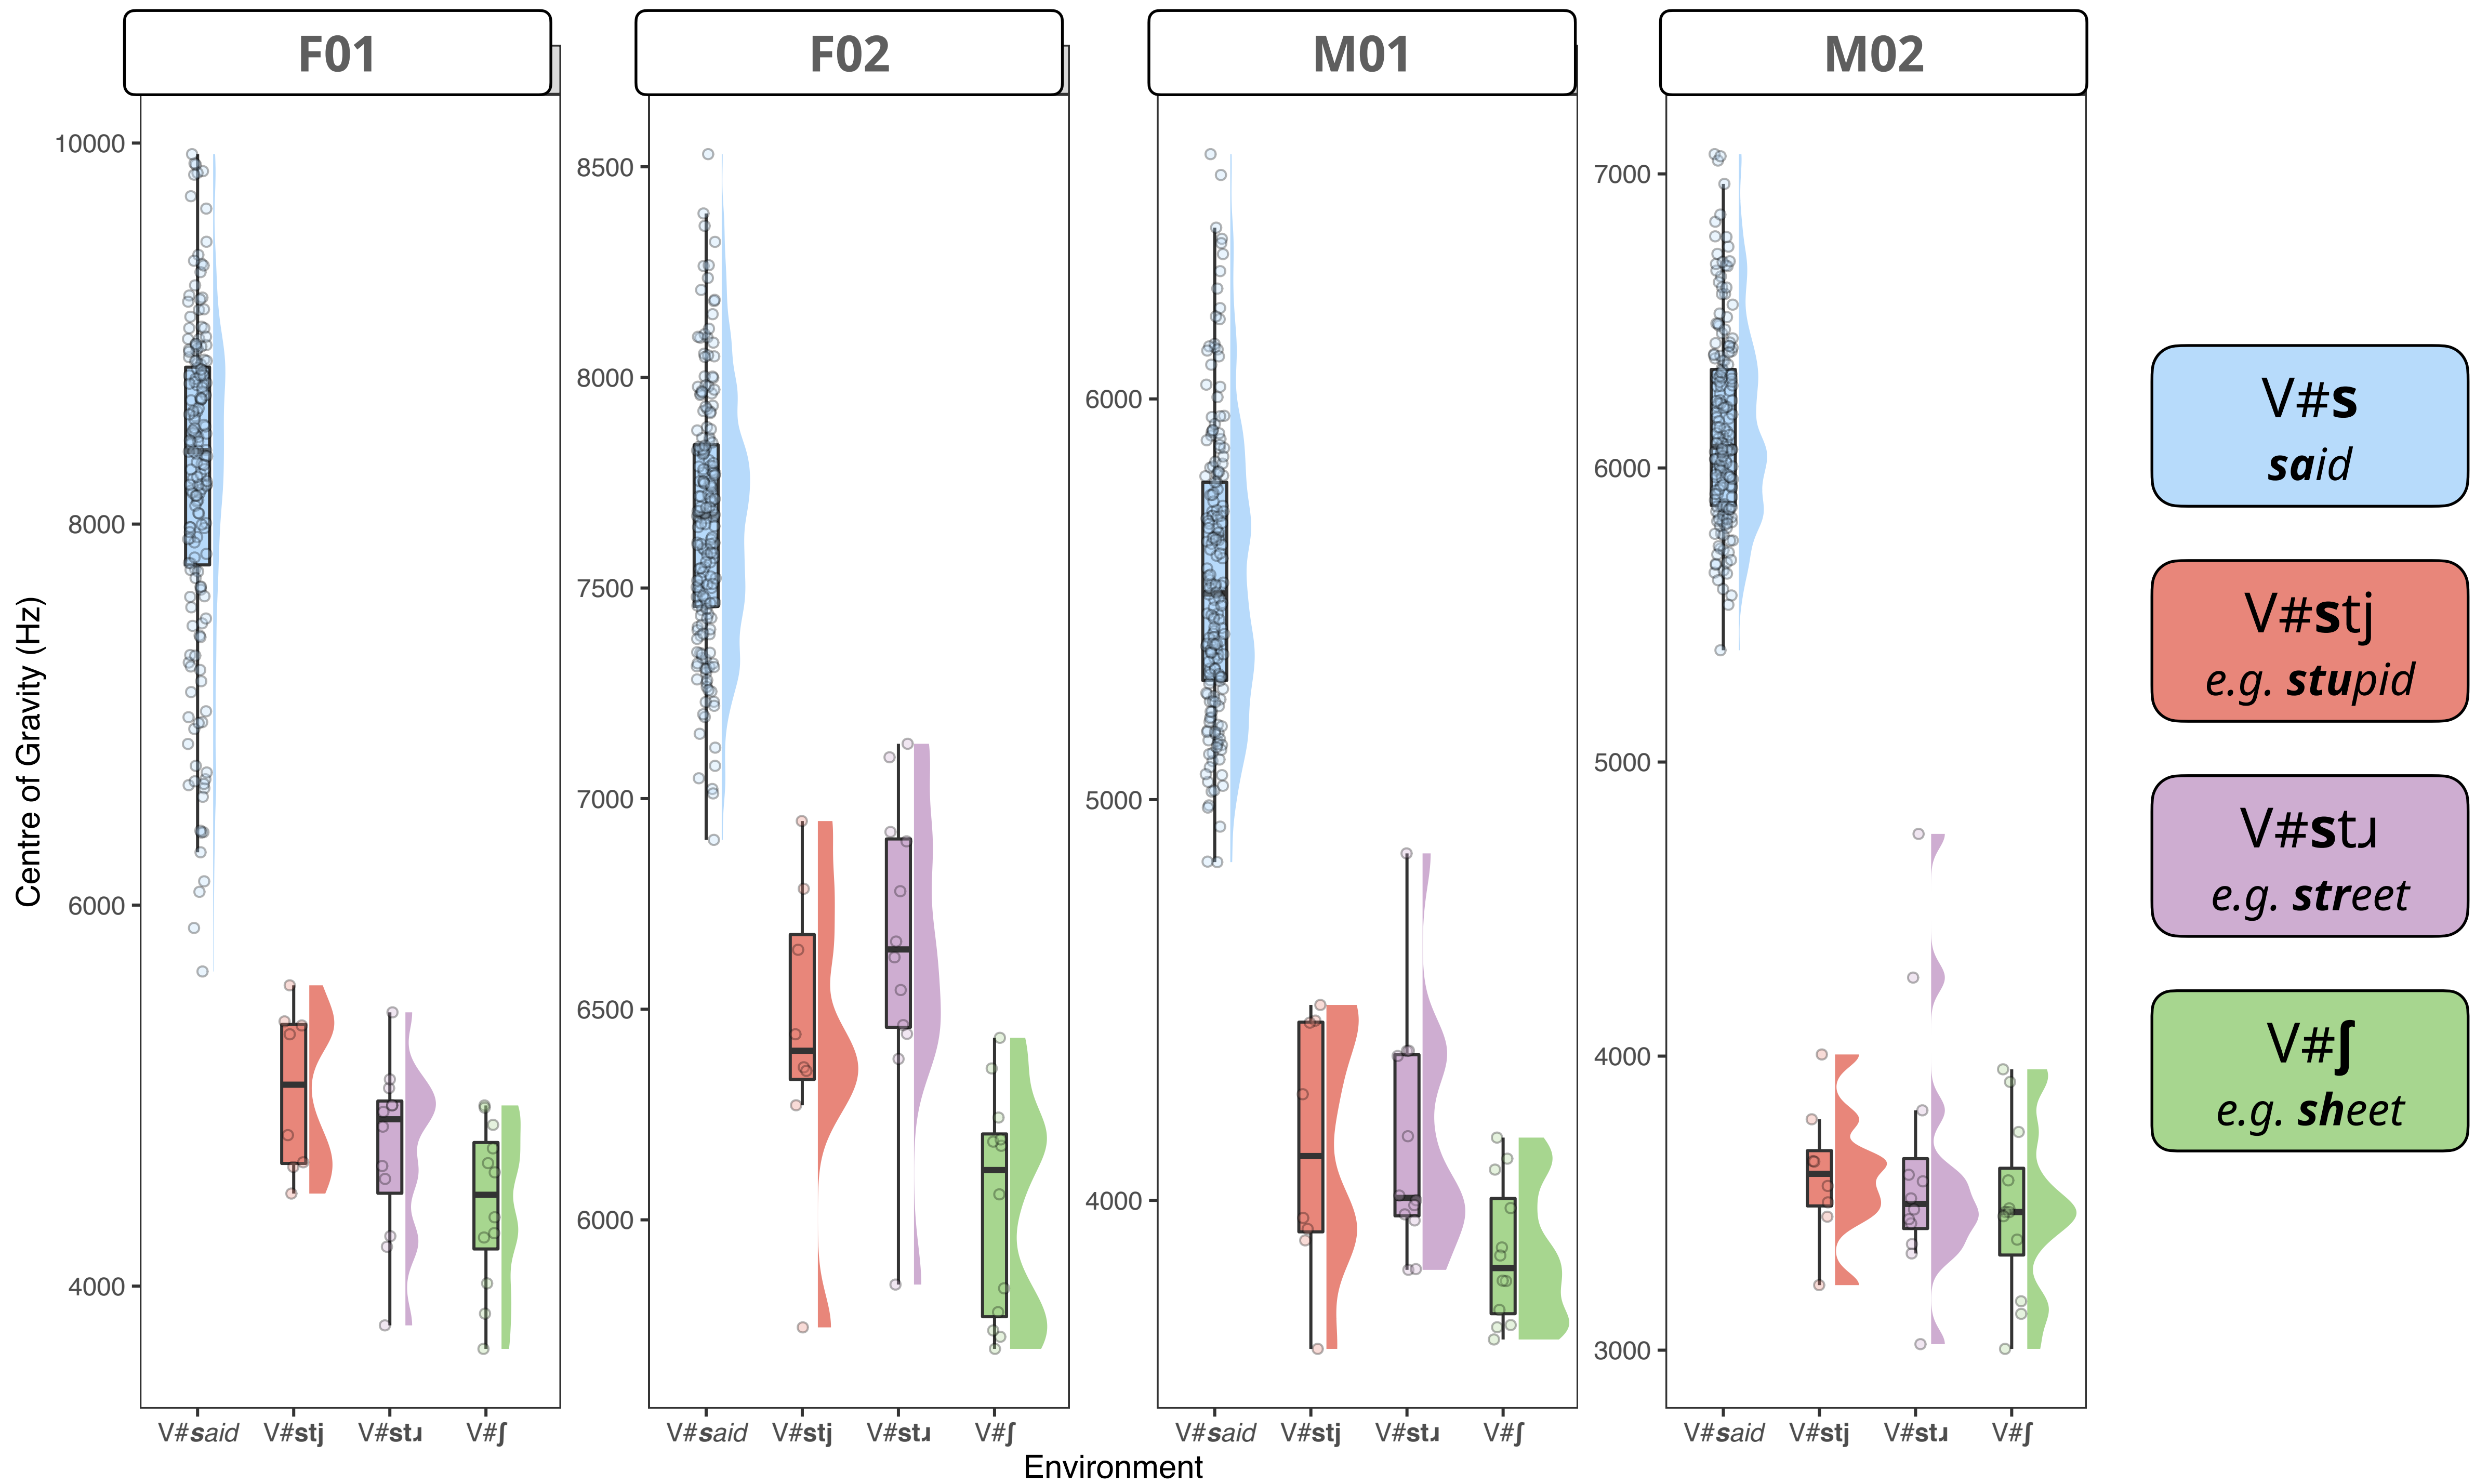 F01
F02
M01
M02
Centre of Gravity (Hz)
10000
8000
6000
4000
8500
8000
7500
7000
6500
6000
6000
5000
4000
7000
6000
5000
4000
3000
V#said V#stj V#stɹ V#ʃ
V#said V#stj V#stɹ V#ʃ
V#said V#stj V#stɹ V#ʃ
V#said V#stj V#stɹ V#ʃ
Environment
V#s
said
V#stj
e.g. stupid
V#stɹ
e.g. street
V#ʃ
e.g. sheet